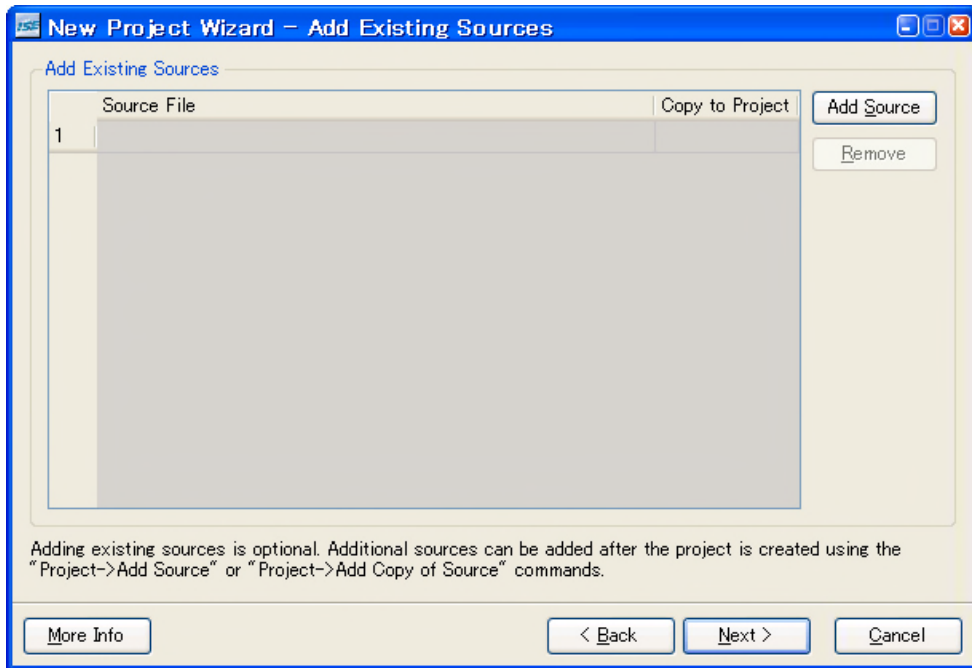 ISE New Project Wizard - Add Existing Sources
Add Existing Sources
Source File Copy to Project
1
Add Source
Remove
Adding existing sources is optional. Additional sources can be added after the project is created using the
"Project->Add Source" or "Project->Add Copy of Source" commands.
More Info < Back Next > Cancel